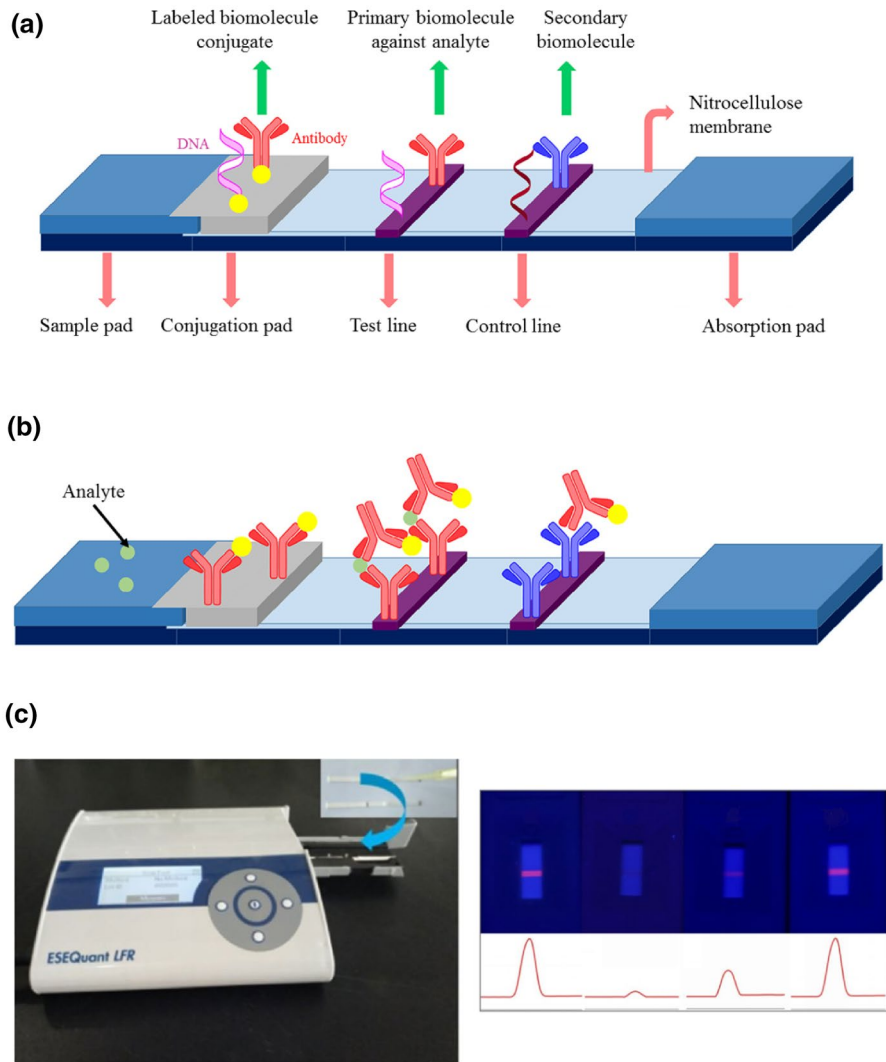 (a)
Labeled biomolecule
conjugate
Primary biomolecule
against analyte
Secondary
biomolecule
Nitrocellulose
membrane
DNA
Antibody
Sample pad
Conjugation pad
Test line
Control line
Absorption pad
(b)
Analyte
(c)
ESEQuant LFR